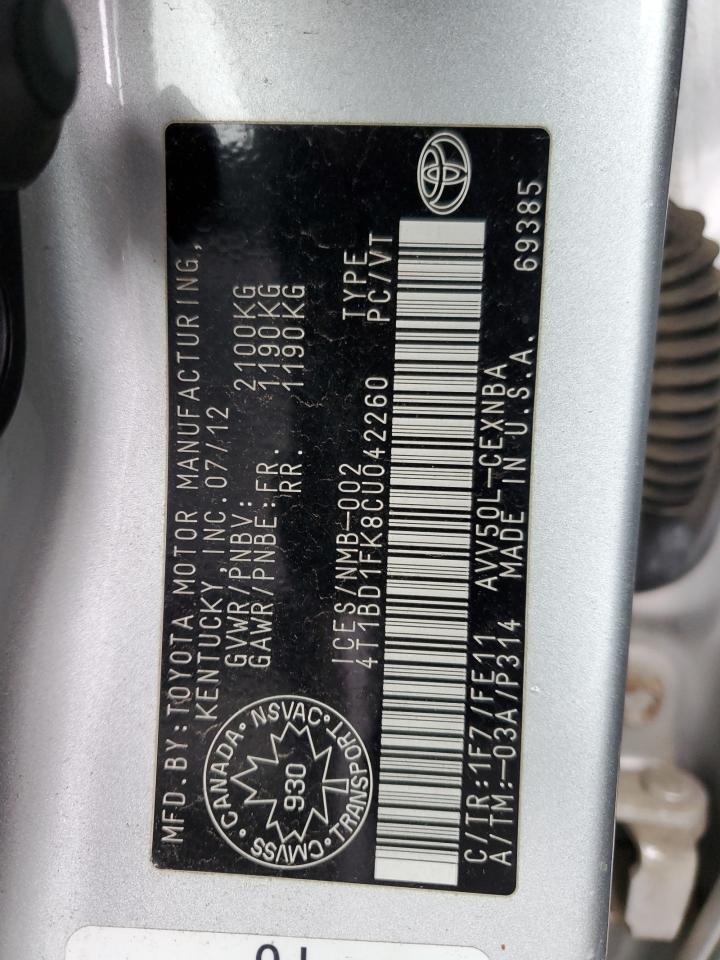 MFD.BY:TOYOTA MOTOR MANUFACTURING,
KENTUCKY,INC. 07/12
GVWR/PNBV: 2100KG
GAWR/PNBE:FR. 1190KG
RR. 1190KG
CANADA • NSVAC • TRANSPORT • CMVSS •
930
ICES/NMB-002 TYPE
4T1BD1FK8CU042260 PC/VT
C/TR:1F7/FE11 AVV50L-CEXNBA
A/TM:-03A/P314 MADE IN U.S.A. 69385